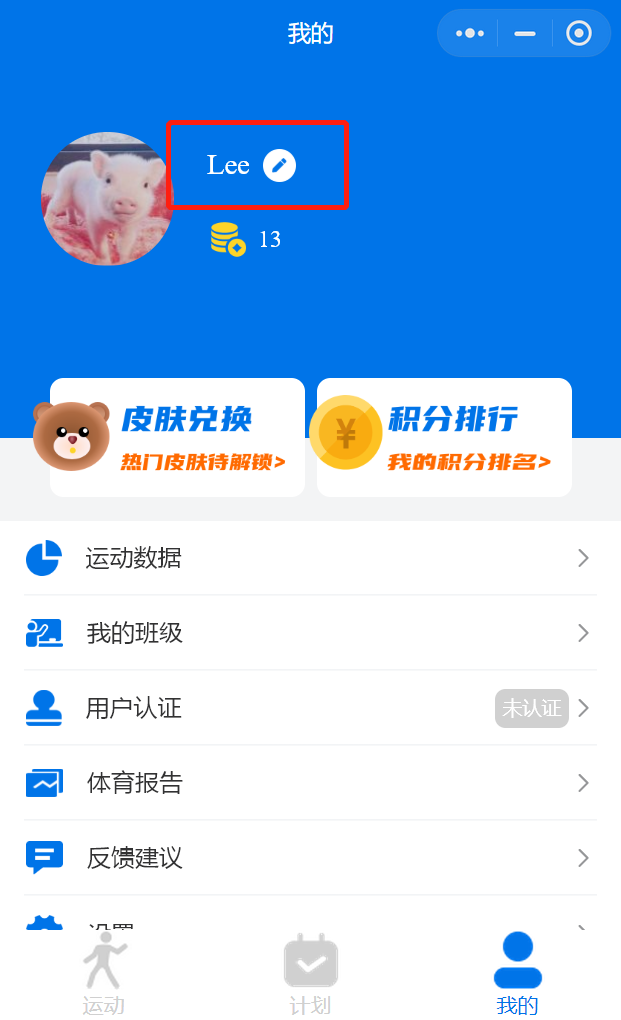 我的
Lee
13
皮肤兑换
热门皮肤待解锁>
积分排行
我的积分排名>
运动数据
我的班级
用户认证
未认证
体育报告
反馈建议
设置
运动
计划
我的